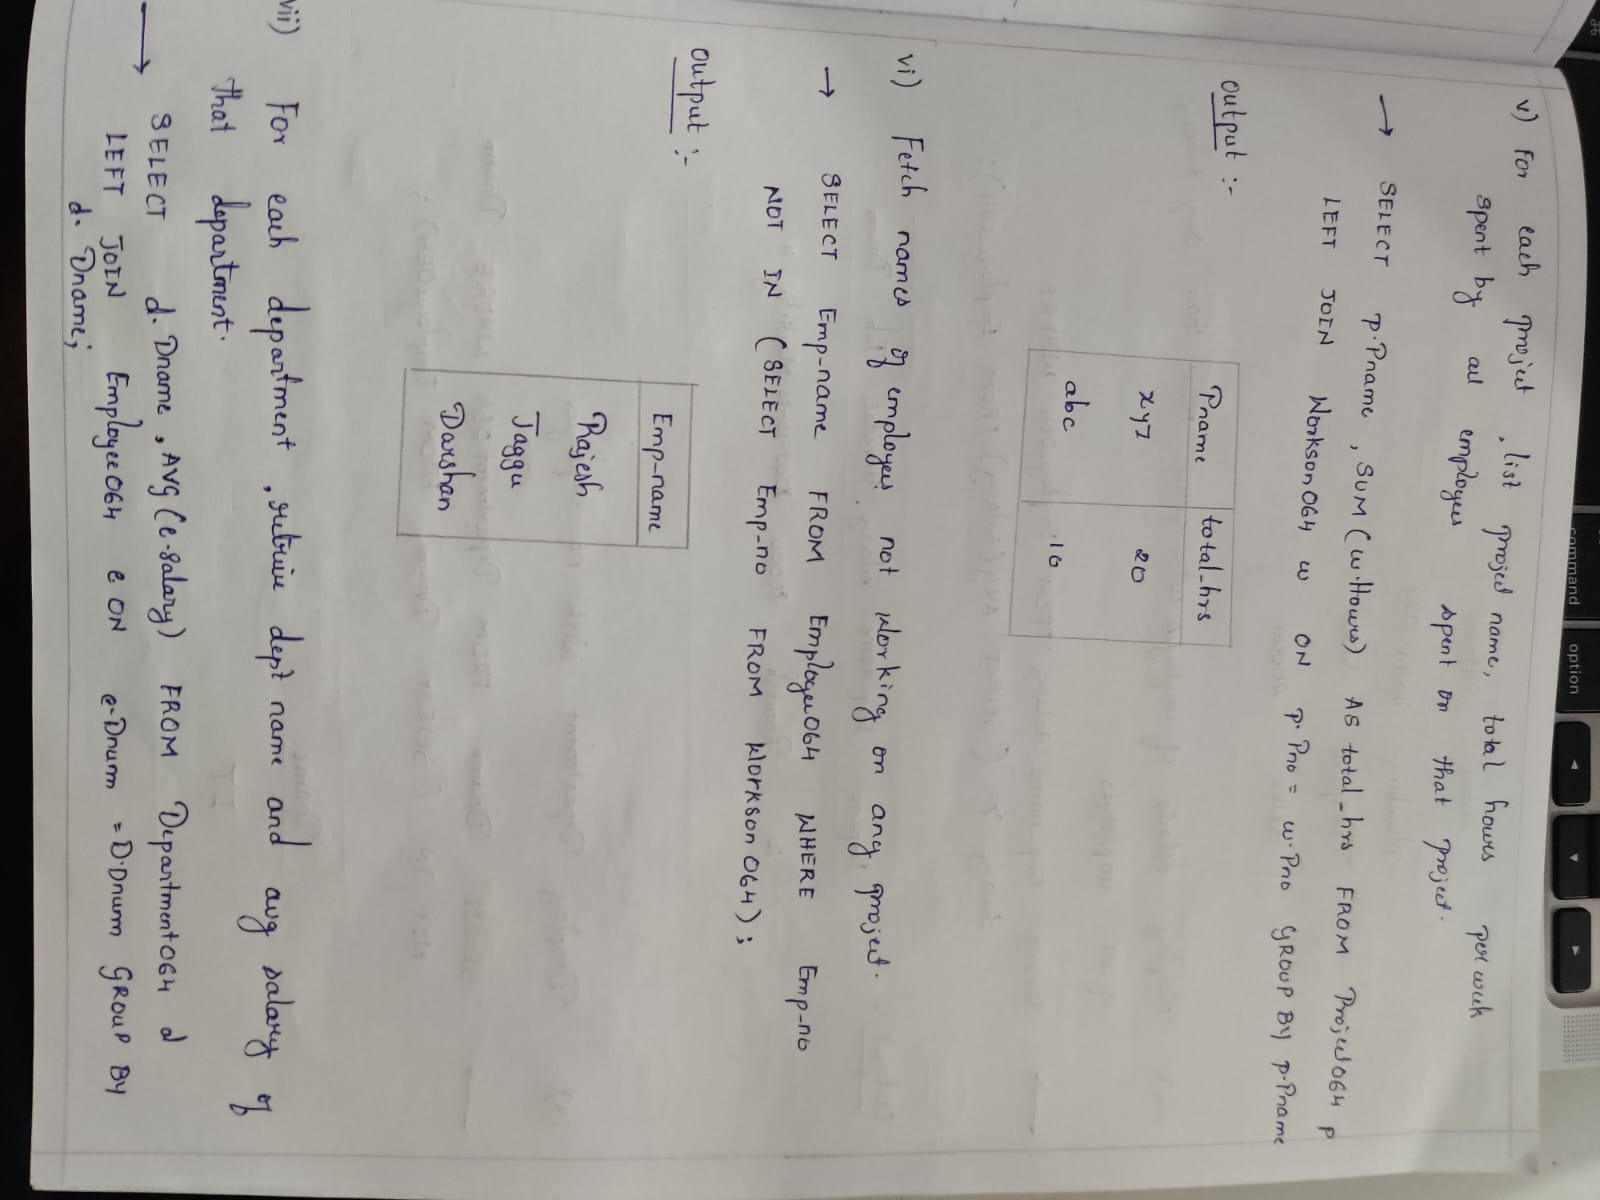 command
option
v) For each project, list project name, total hours per week
spent by all employees spent on that project.
→ SELECT p.Pname, SUM(w.Hours) AS total_hrs FROM Project064 p
LEFT JOIN Workson064 w ON p.Pno = w.Pno GROUP BY p.Pname
Output :-
Pname total_hrs
xyz 20
abc 10
vi) Fetch names of employees not working on any project.
→ SELECT Emp-name FROM Employee064 WHERE Emp-no
NOT IN (SELECT Emp-no FROM Workson064);
Output :-
Emp-name
Rajesh
Jaggu
Darshan
vii) For each department, retrive dept name and avg salary of
that department.
→ SELECT d.Dname, AVG(e.salary) FROM Department064 d
LEFT JOIN Employee064 e ON e.Dnum = D.Dnum GROUP BY
d.Dname;